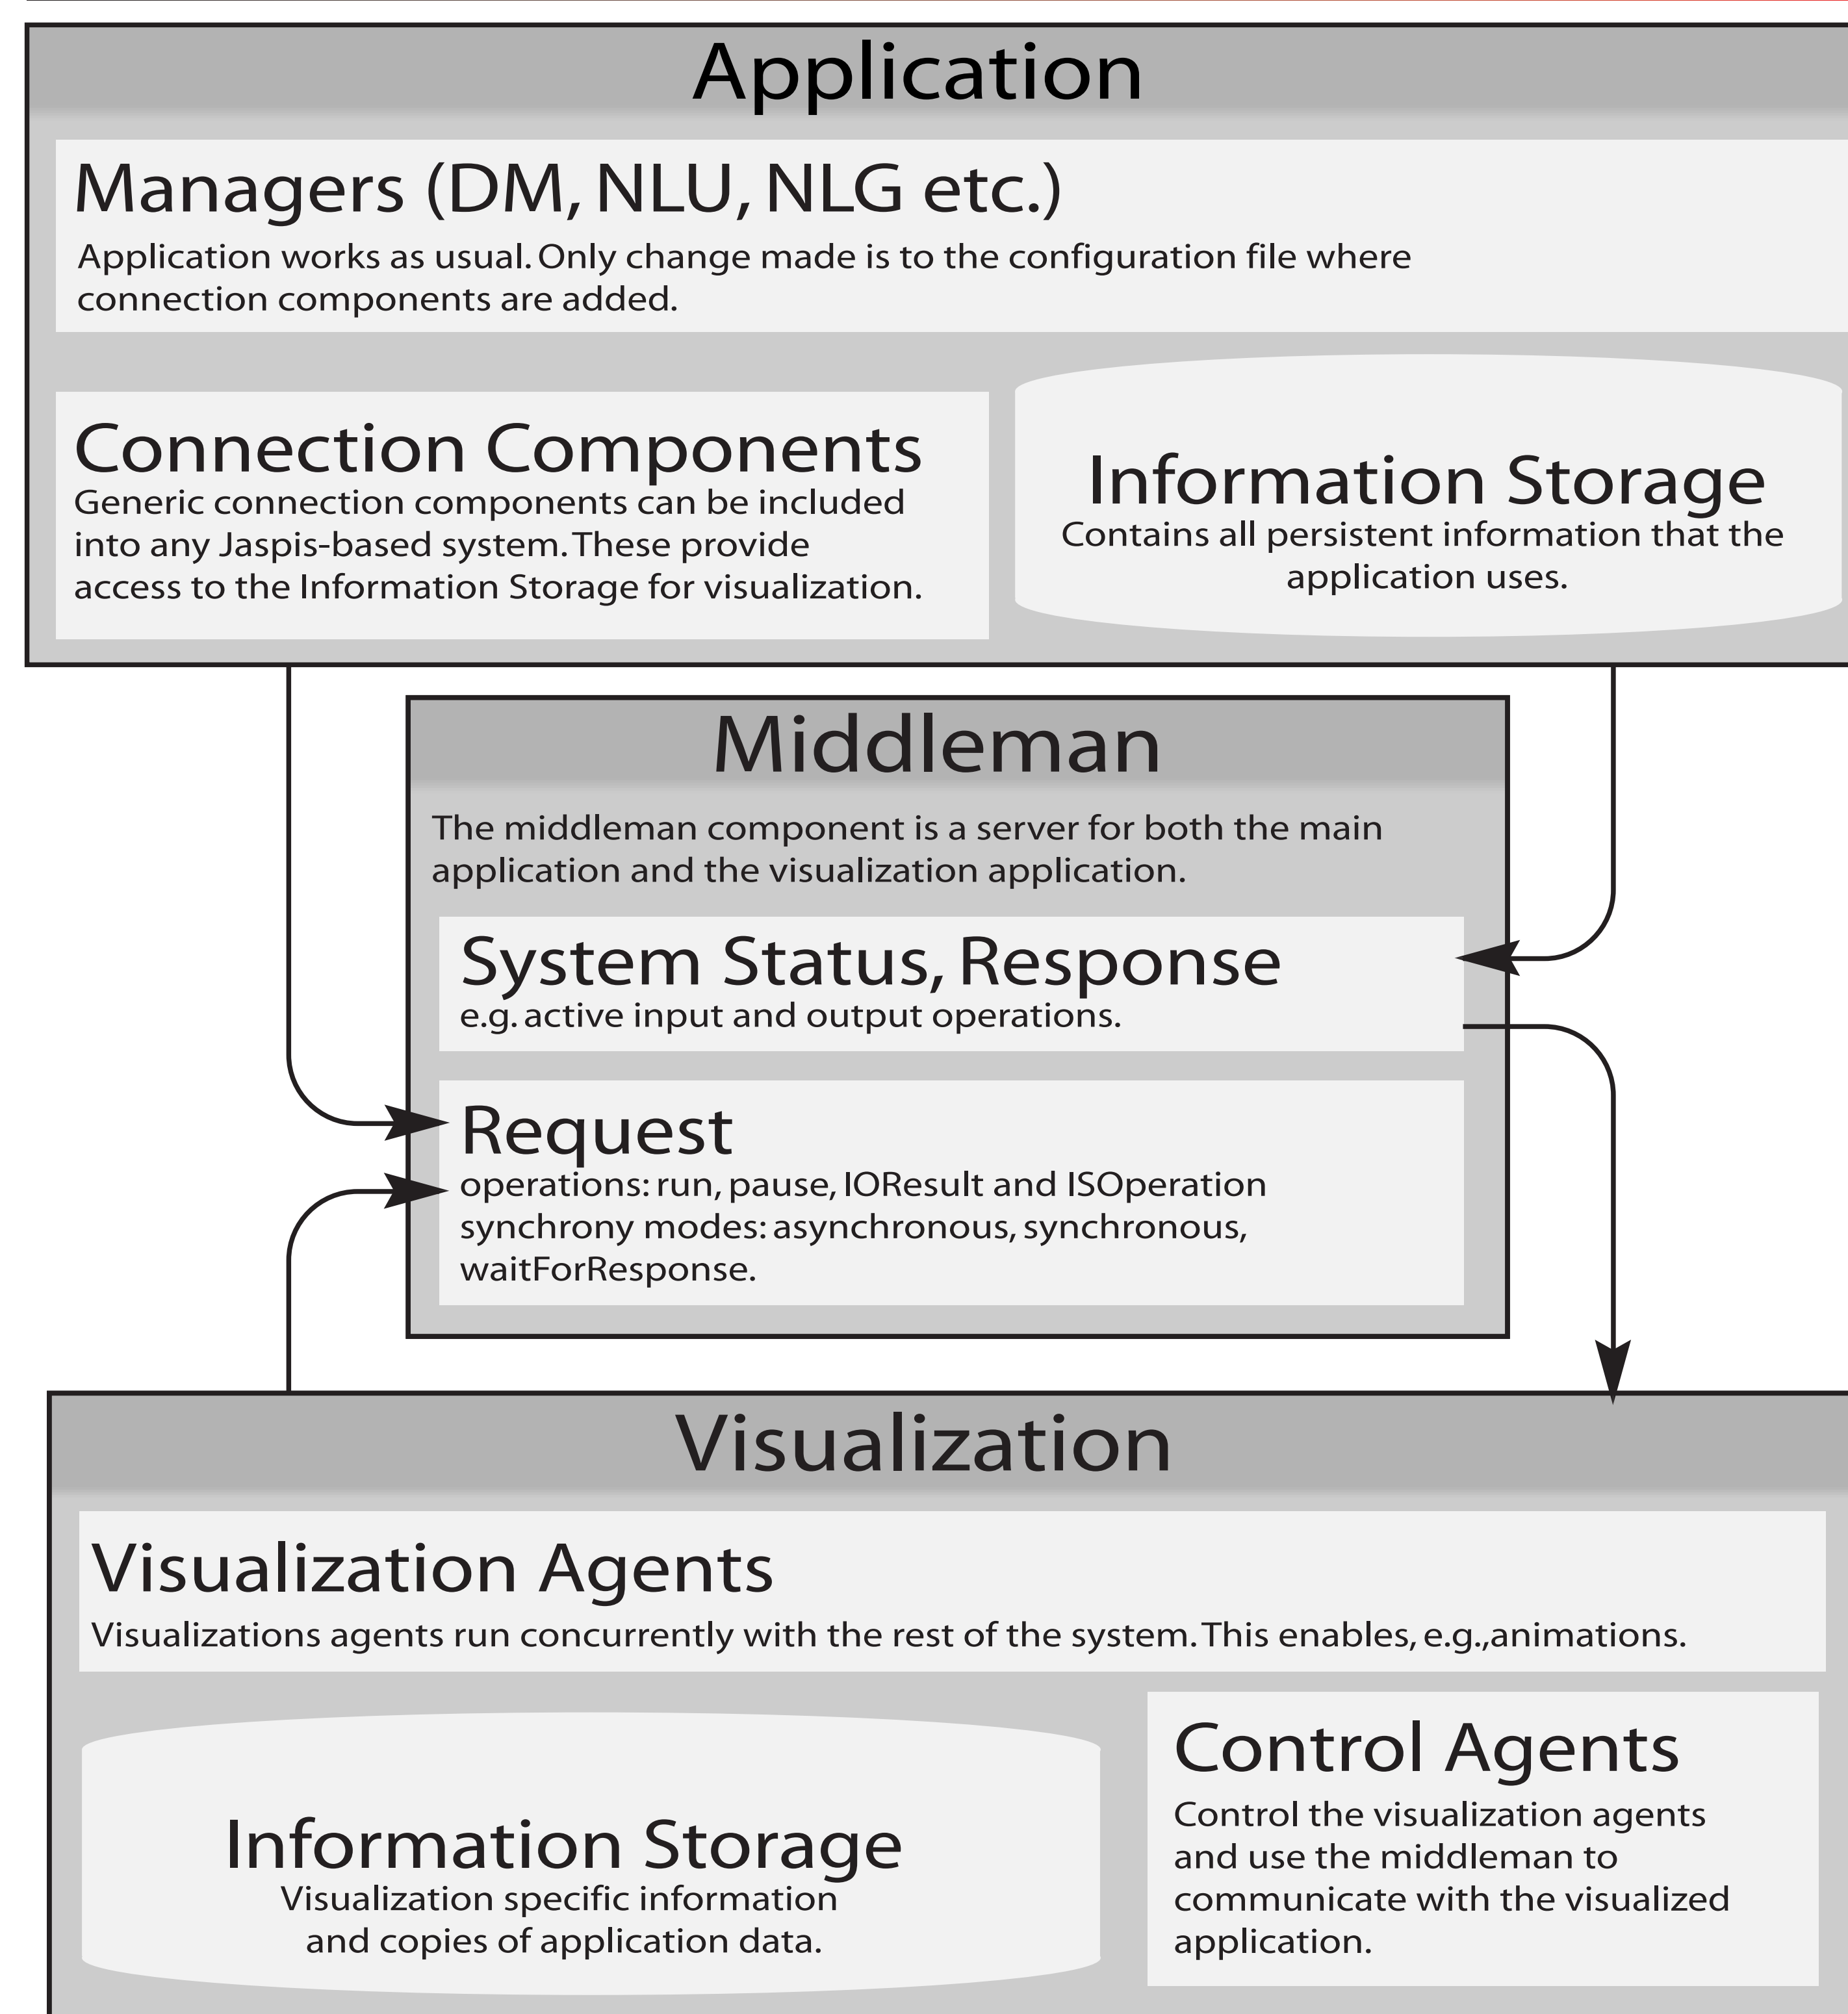 Application
Managers (DM, NLU, NLG etc.)
Application works as usual. Only change made is to the configuration file where
connection components are added.
Connection Components
Generic connection components can be included
into any Jaspis-based system. These provide
access to the Information Storage for visualization.
Information Storage
Contains all persistent information that the
application uses.
Middleman
The middleman component is a server for both the main
application and the visualization application.
System Status, Response
e.g. active input and output operations.
Request
operations: run, pause, IOResult and ISOperation
synchrony modes: asynchronous, synchronous,
waitForResponse.
Visualization
Visualization Agents
Visualizations agents run concurrently with the rest of the system. This enables, e.g.,animations.
Information Storage
Visualization specific information
and copies of application data.
Control Agents
Control the visualization agents
and use the middleman to
communicate with the visualized
application.